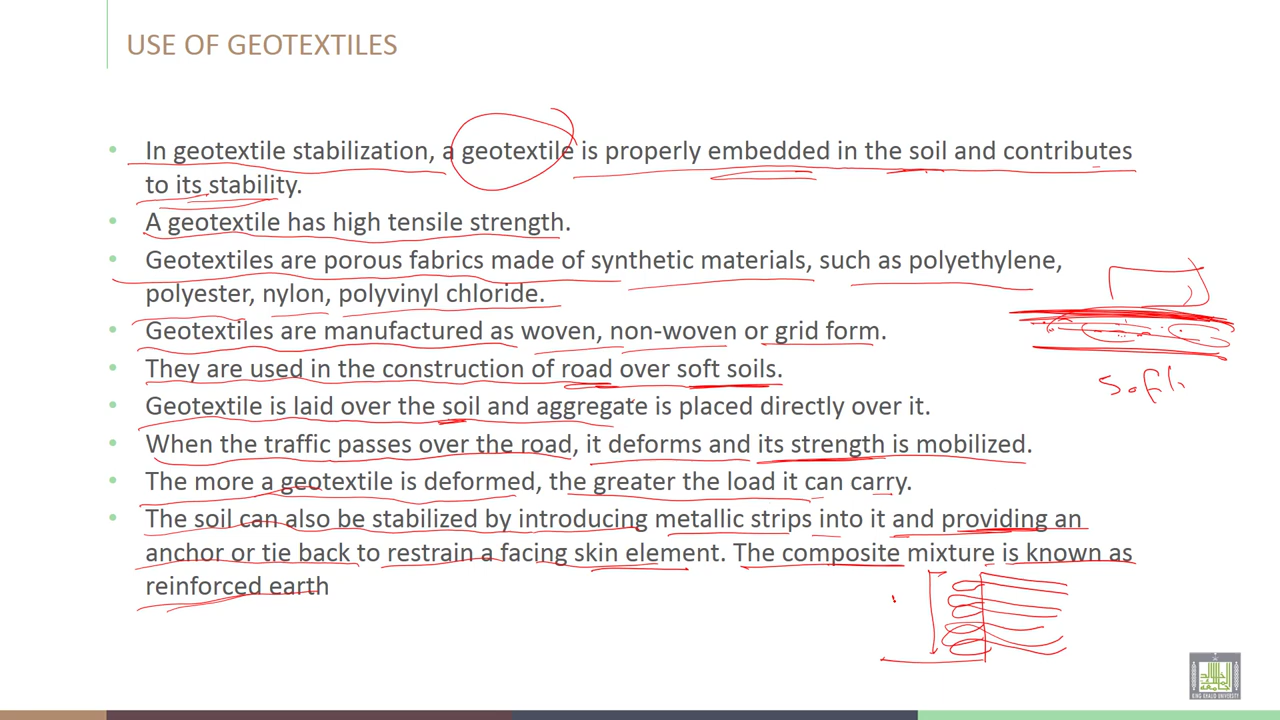 USE OF GEOTEXTILES
• In geotextile stabilization, a geotextile is properly embedded in the soil and contributes
to its stability.
• A geotextile has high tensile strength.
• Geotextiles are porous fabrics made of synthetic materials, such as polyethylene,
polyester, nylon, polyvinyl chloride.
• Geotextiles are manufactured as woven, non-woven or grid form.
• They are used in the construction of road over soft soils.
• Geotextile is laid over the soil and aggregate is placed directly over it.
• When the traffic passes over the road, it deforms and its strength is mobilized.
• The more a geotextile is deformed, the greater the load it can carry.
• The soil can also be stabilized by introducing metallic strips into it and providing an
anchor or tie back to restrain a facing skin element. The composite mixture is known as
reinforced earth
KING KHALID UNIVERSITY